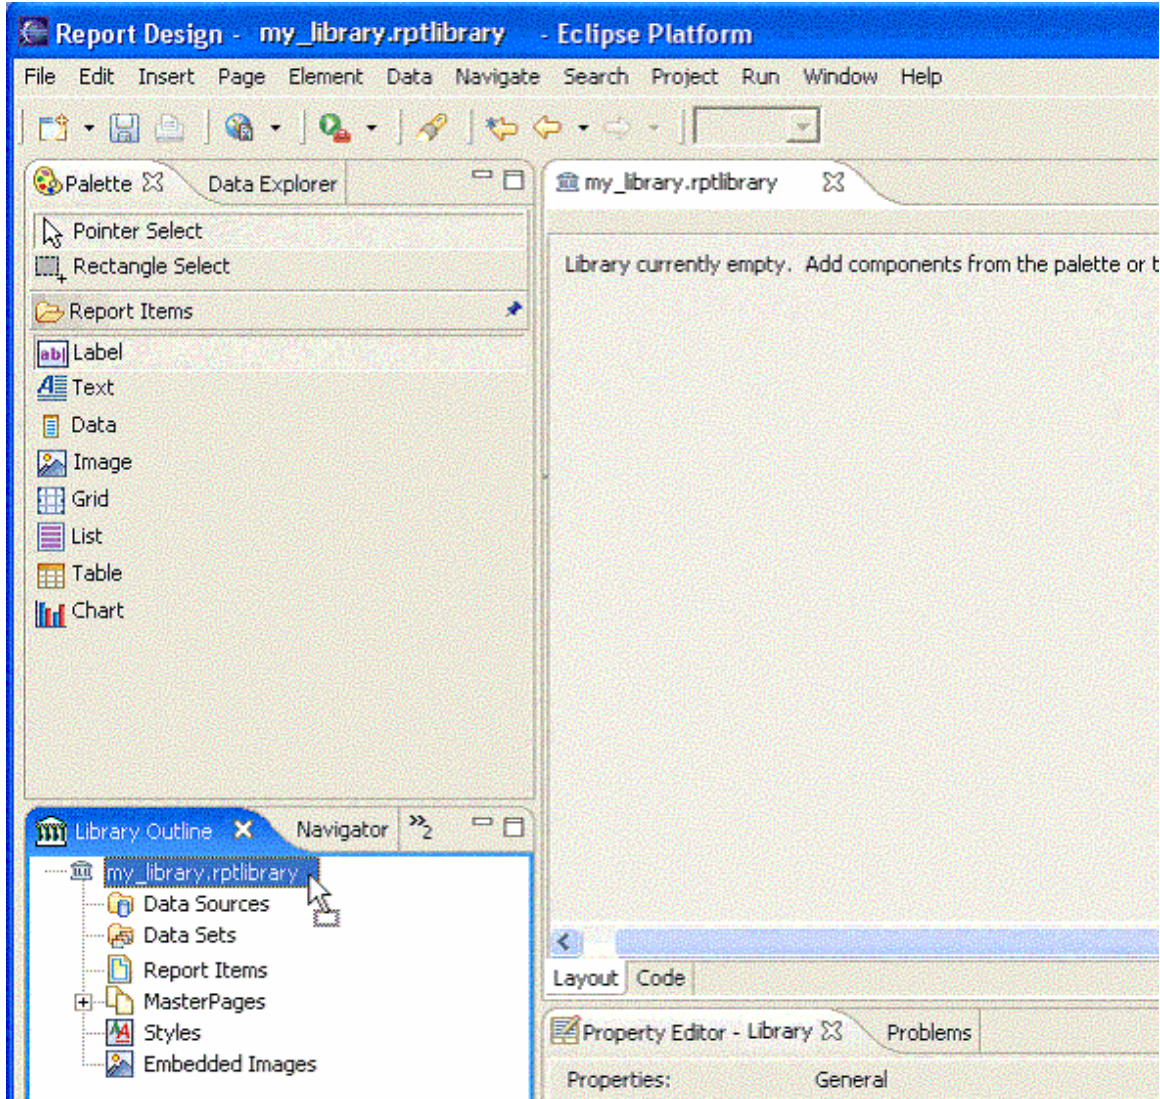 Report Design - my_library.rptlibrary - Eclipse Platform
File Edit Insert Page Element Data Navigate Search Project Run Window Help
Palette Data Explorer
Pointer Select
Rectangle Select
Report Items
ab Label
Text
Data
Image
Grid
List
Table
Chart
my_library.rptlibrary
Library currently empty. Add components from the palette or t
Layout Code
Library Outline Navigator »2
my_library.rptlibrary
Data Sources
Data Sets
Report Items
MasterPages
Styles
Embedded Images
Property Editor - Library Problems
Properties: General